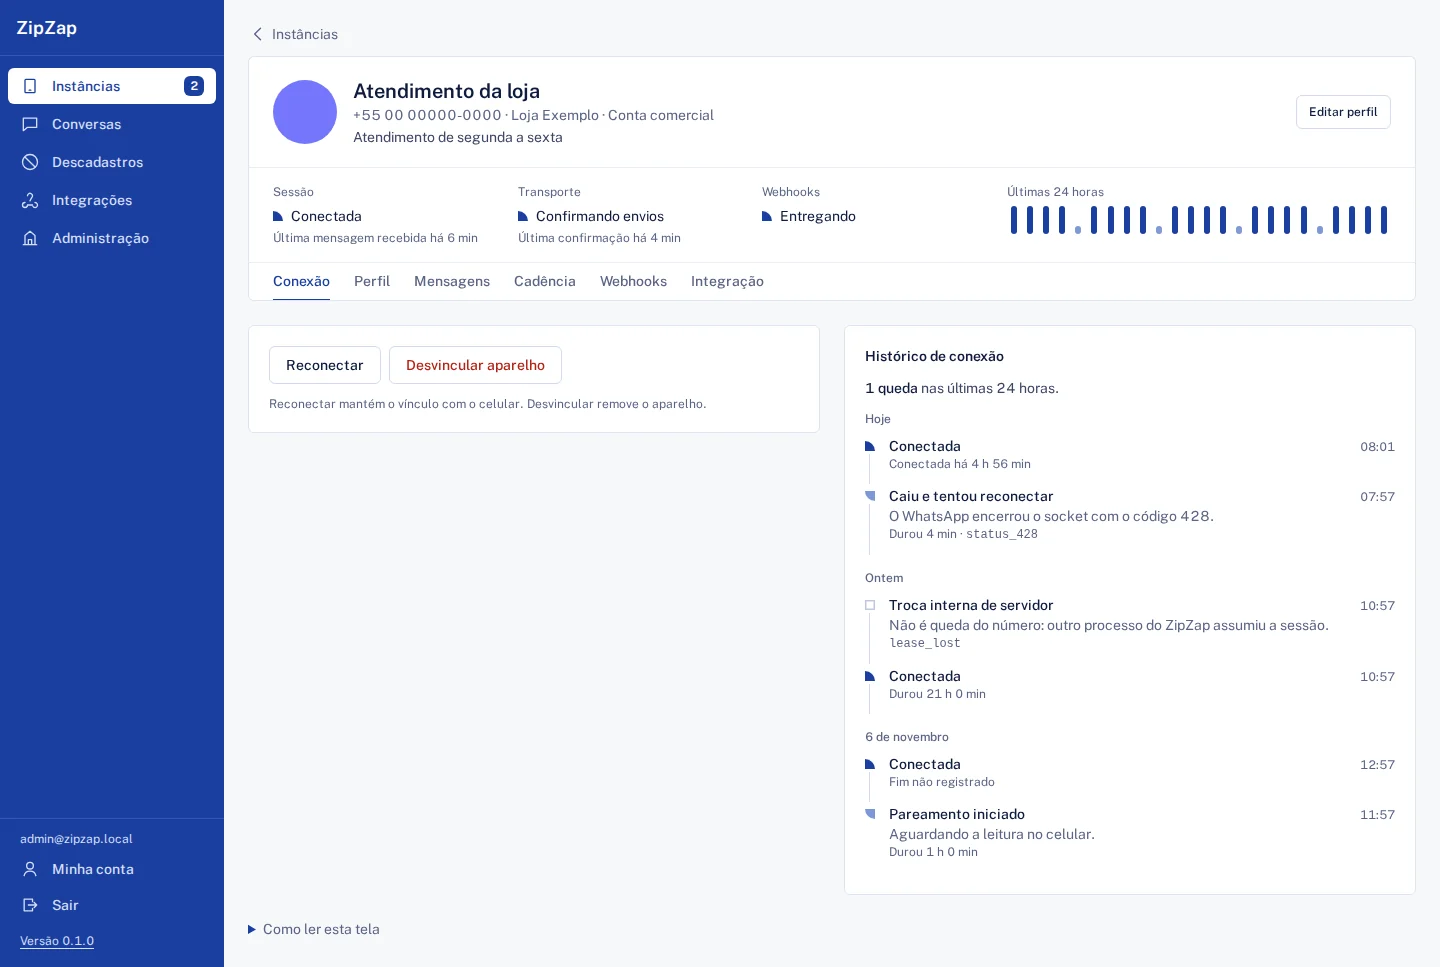 ZipZap
Instâncias 2
Conversas
Descadastros
Integrações
Administração
admin@zipzap.local
Minha conta
Sair
Versão 0.1.0
Instâncias
Atendimento da loja
+55 00 00000-0000 · Loja Exemplo · Conta comercial
Atendimento de segunda a sexta
Editar perfil
Sessão
Conectada
Última mensagem recebida há 6 min
Transporte
Confirmando envios
Última confirmação há 4 min
Webhooks
Entregando
Últimas 24 horas
Conexão Perfil Mensagens Cadência Webhooks Integração
Reconectar Desvincular aparelho
Reconectar mantém o vínculo com o celular. Desvincular remove o aparelho.
Histórico de conexão
1 queda nas últimas 24 horas.
Hoje
Conectada 08:01
Conectada há 4 h 56 min
Caiu e tentou reconectar 07:57
O WhatsApp encerrou o socket com o código 428.
Durou 4 min · status_428
Ontem
Troca interna de servidor 10:57
Não é queda do número: outro processo do ZipZap assumiu a sessão.
lease_lost
Conectada 10:57
Durou 21 h 0 min
6 de novembro
Conectada 12:57
Fim não registrado
Pareamento iniciado 11:57
Aguardando a leitura no celular.
Durou 1 h 0 min
Como ler esta tela